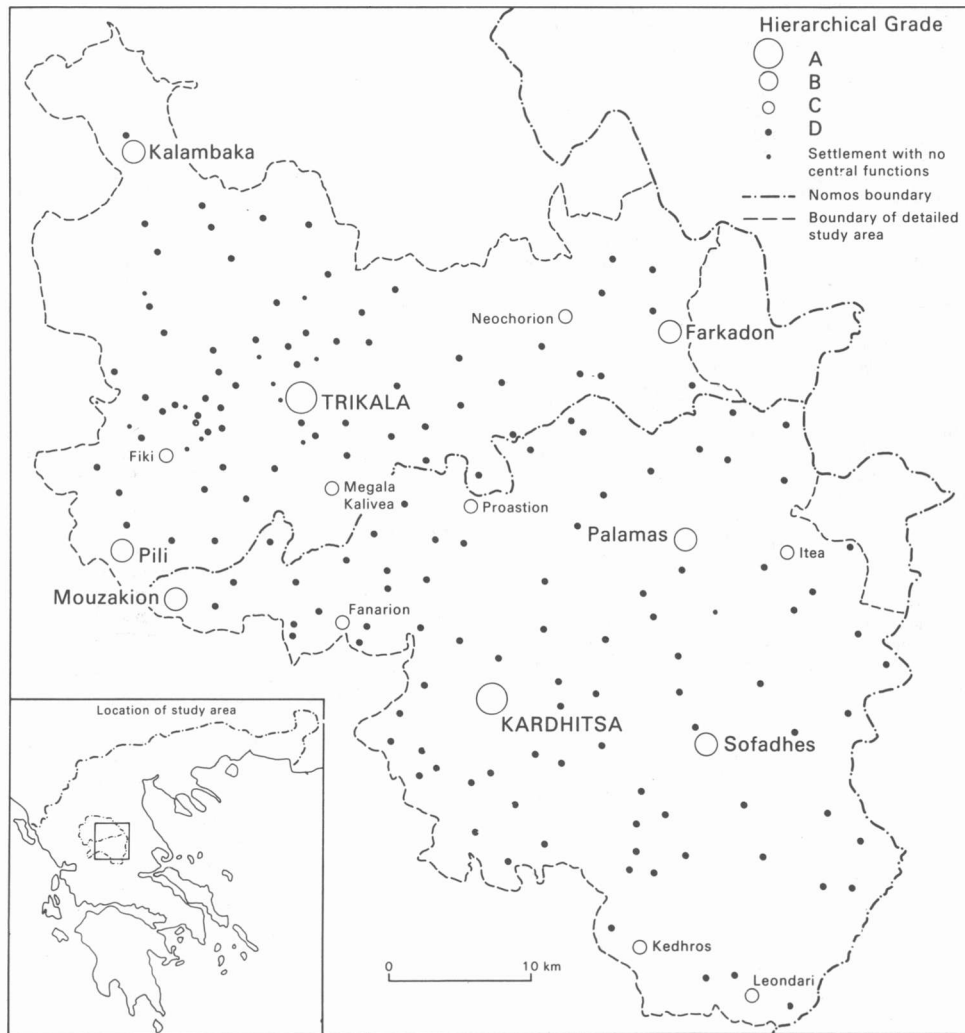 Hierarchical Grade
A
B
C
D
Settlement with no
central functions
Nomos boundary
Boundary of detailed
study area
Kalambaka
Neochorion
Farkadon
TRIKALA
Fiki
Megala
Kalivea
Proastion
Palamas
Itea
Pili
Mouzakion
Fanarion
KARDHITSA
Sofadhes
Location of study area
Kedhros
Leondari
0 10 km